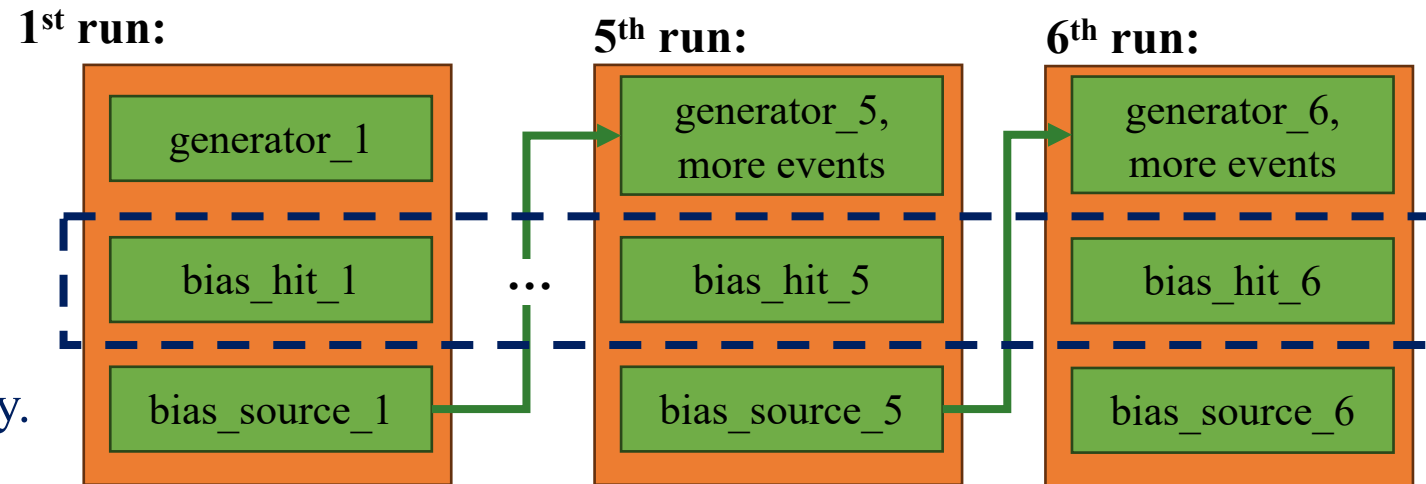 1st run:
5th run:
6th run:
generator_1
generator_5,
more events
generator_6,
more events
bias_hit_1
...
bias_hit_5
bias_hit_6
y.
bias_source_1
bias_source_5
bias_source_6